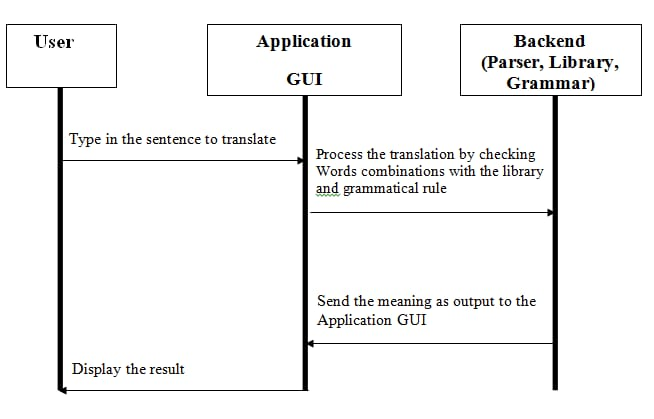 User
Application
GUI
Backend
(Parser, Library,
Grammar)
Type in the sentence to translate
Process the translation by checking
Words combinations with the library
and grammatical rule
Send the meaning as output to the
Application GUI
Display the result